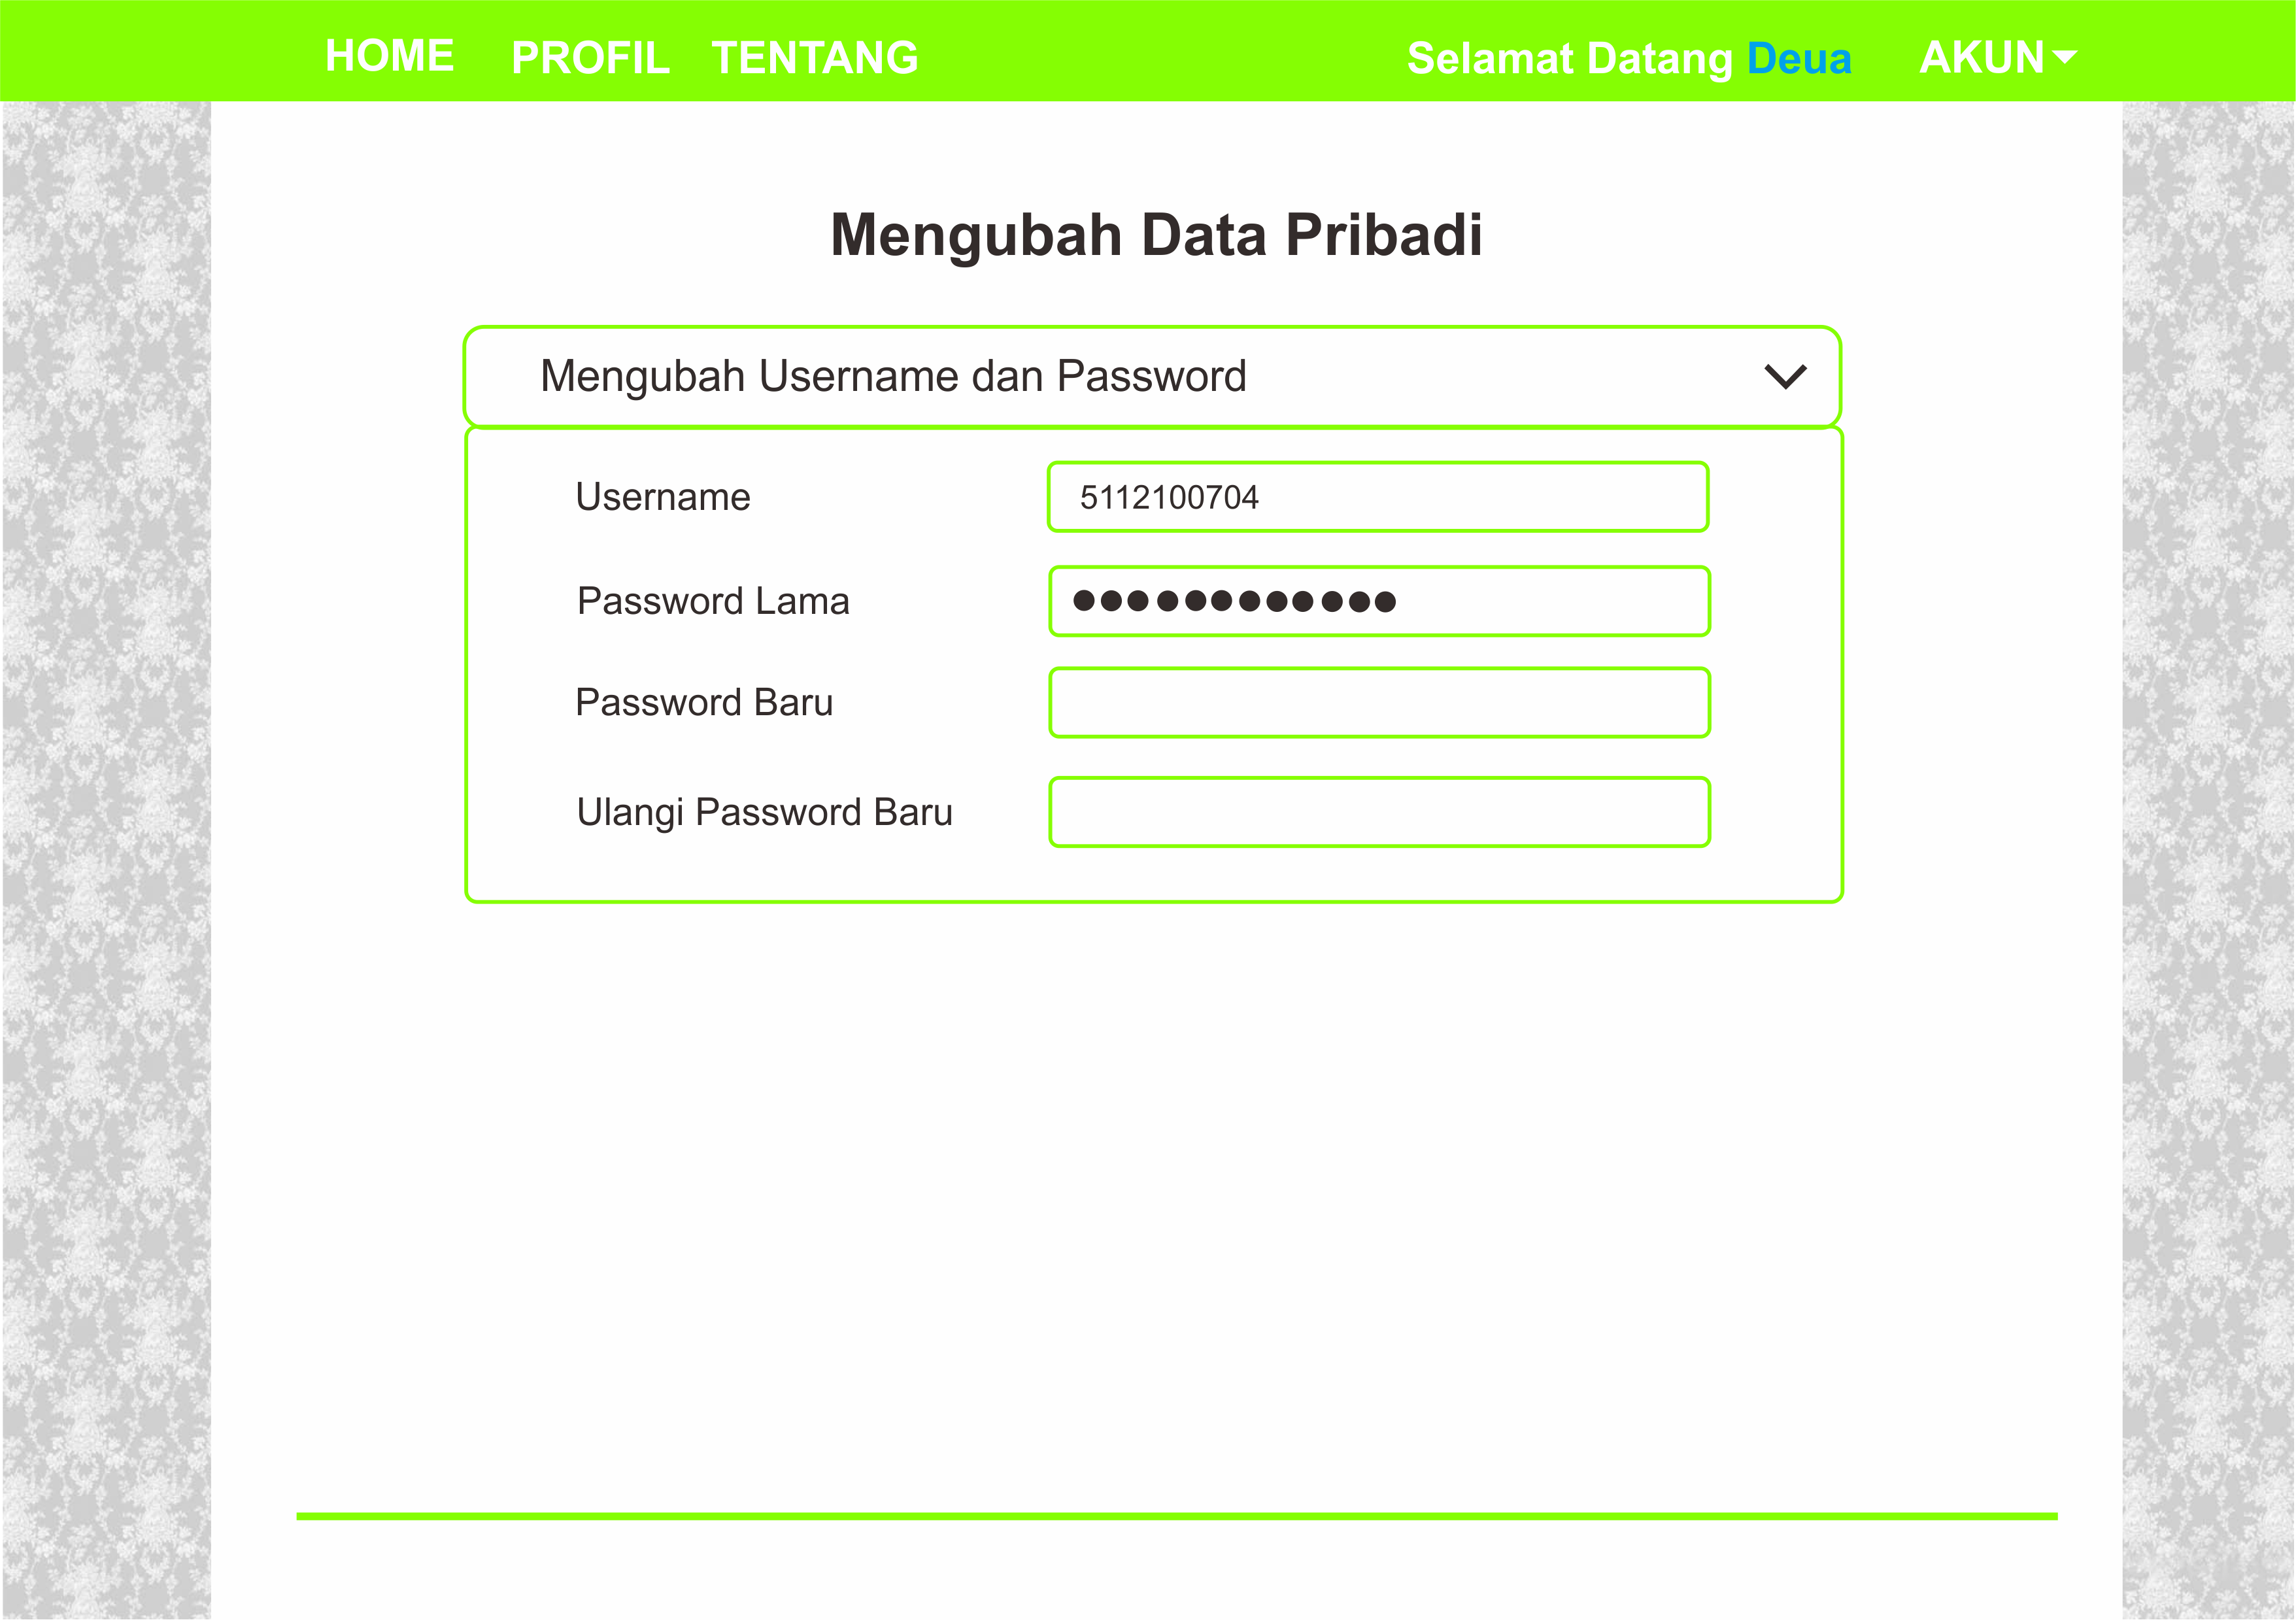 HOME PROFIL TENTANG Selamat Datang Deua AKUN
Mengubah Data Pribadi
Mengubah Username dan Password
Username 5112100704
Password Lama ●●●●●●●●●●●●
Password Baru
Ulangi Password Baru